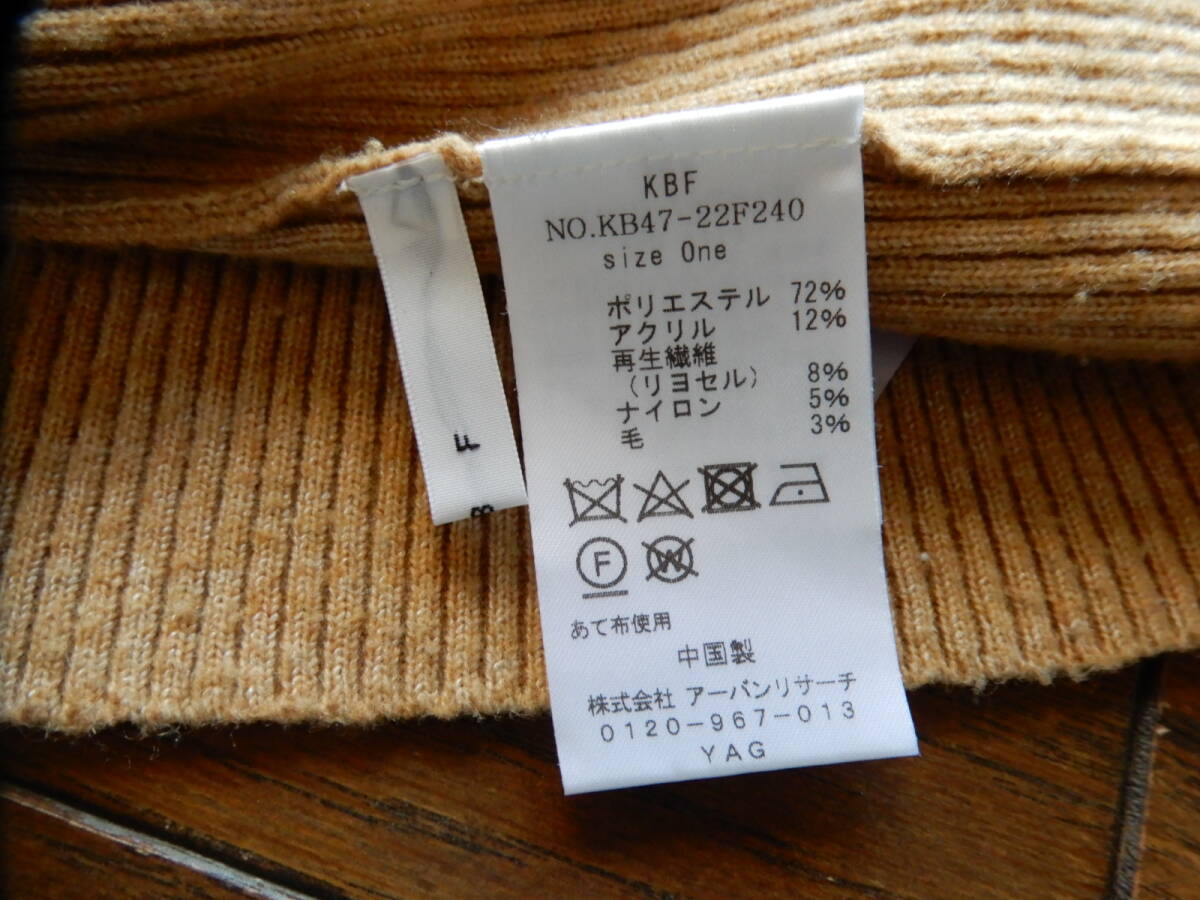 KBF
NO.KB47-22F240
size One
ポリエステル 72%
アクリル 12%
再生繊維
(リヨセル) 8%
ナイロン 5%
毛 3%
F
W
あて布使用
中国製
株式会社 アーバンリサーチ
0120-967-013
YAG
F
B